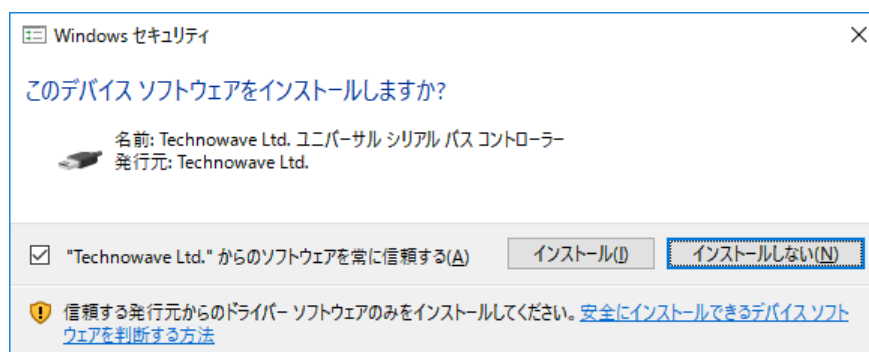 Windows セキュリティ
このデバイス ソフトウェアをインストールしますか?
名前: Technowave Ltd. ユニバーサル シリアル バス コントローラー
発行元: Technowave Ltd.
"Technowave Ltd." からのソフトウェアを常に信頼する(A)
インストール(I)
インストールしない(N)
信頼する発行元からのドライバー ソフトウェアのみをインストールしてください。安全にインストールできるデバイス ソフト
ウェアを判断する方法